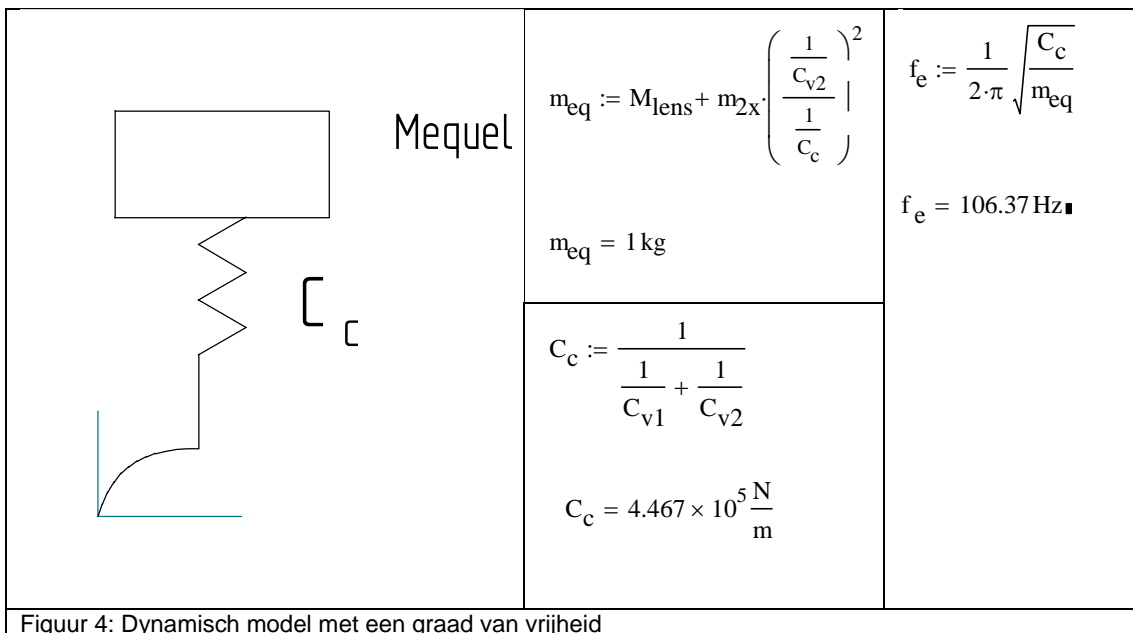 Mequel
C c
m_eq := M_lens + m_2x · ( (1/C_v2) / (1/C_c) )^2
m_eq = 1 kg
C_c := 1 / (1/C_v1 + 1/C_v2)
C_c = 4.467 × 10^5 N/m
f_e := 1/(2·π) √(C_c/m_eq)
f_e = 106.37 Hz
Figuur 4: Dynamisch model met een graad van vrijheid